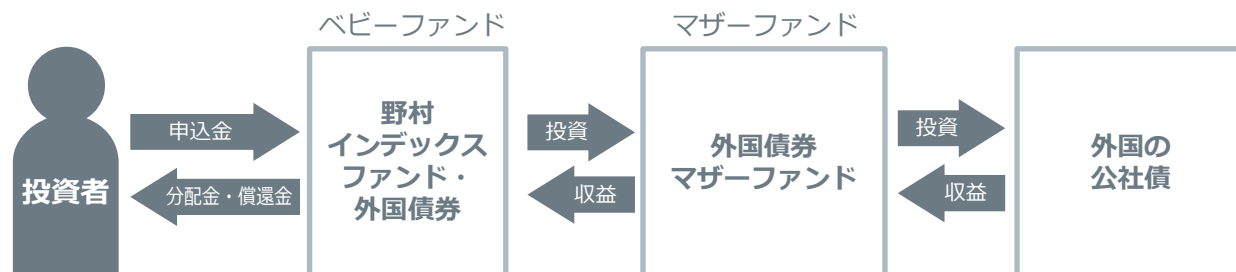 ベビーファンド
マザーファンド
投資者
申込金
分配金・償還金
野村
インデックス
ファンド・
外国債券
投資
収益
外国債券
マザーファンド
投資
収益
外国の
公社債